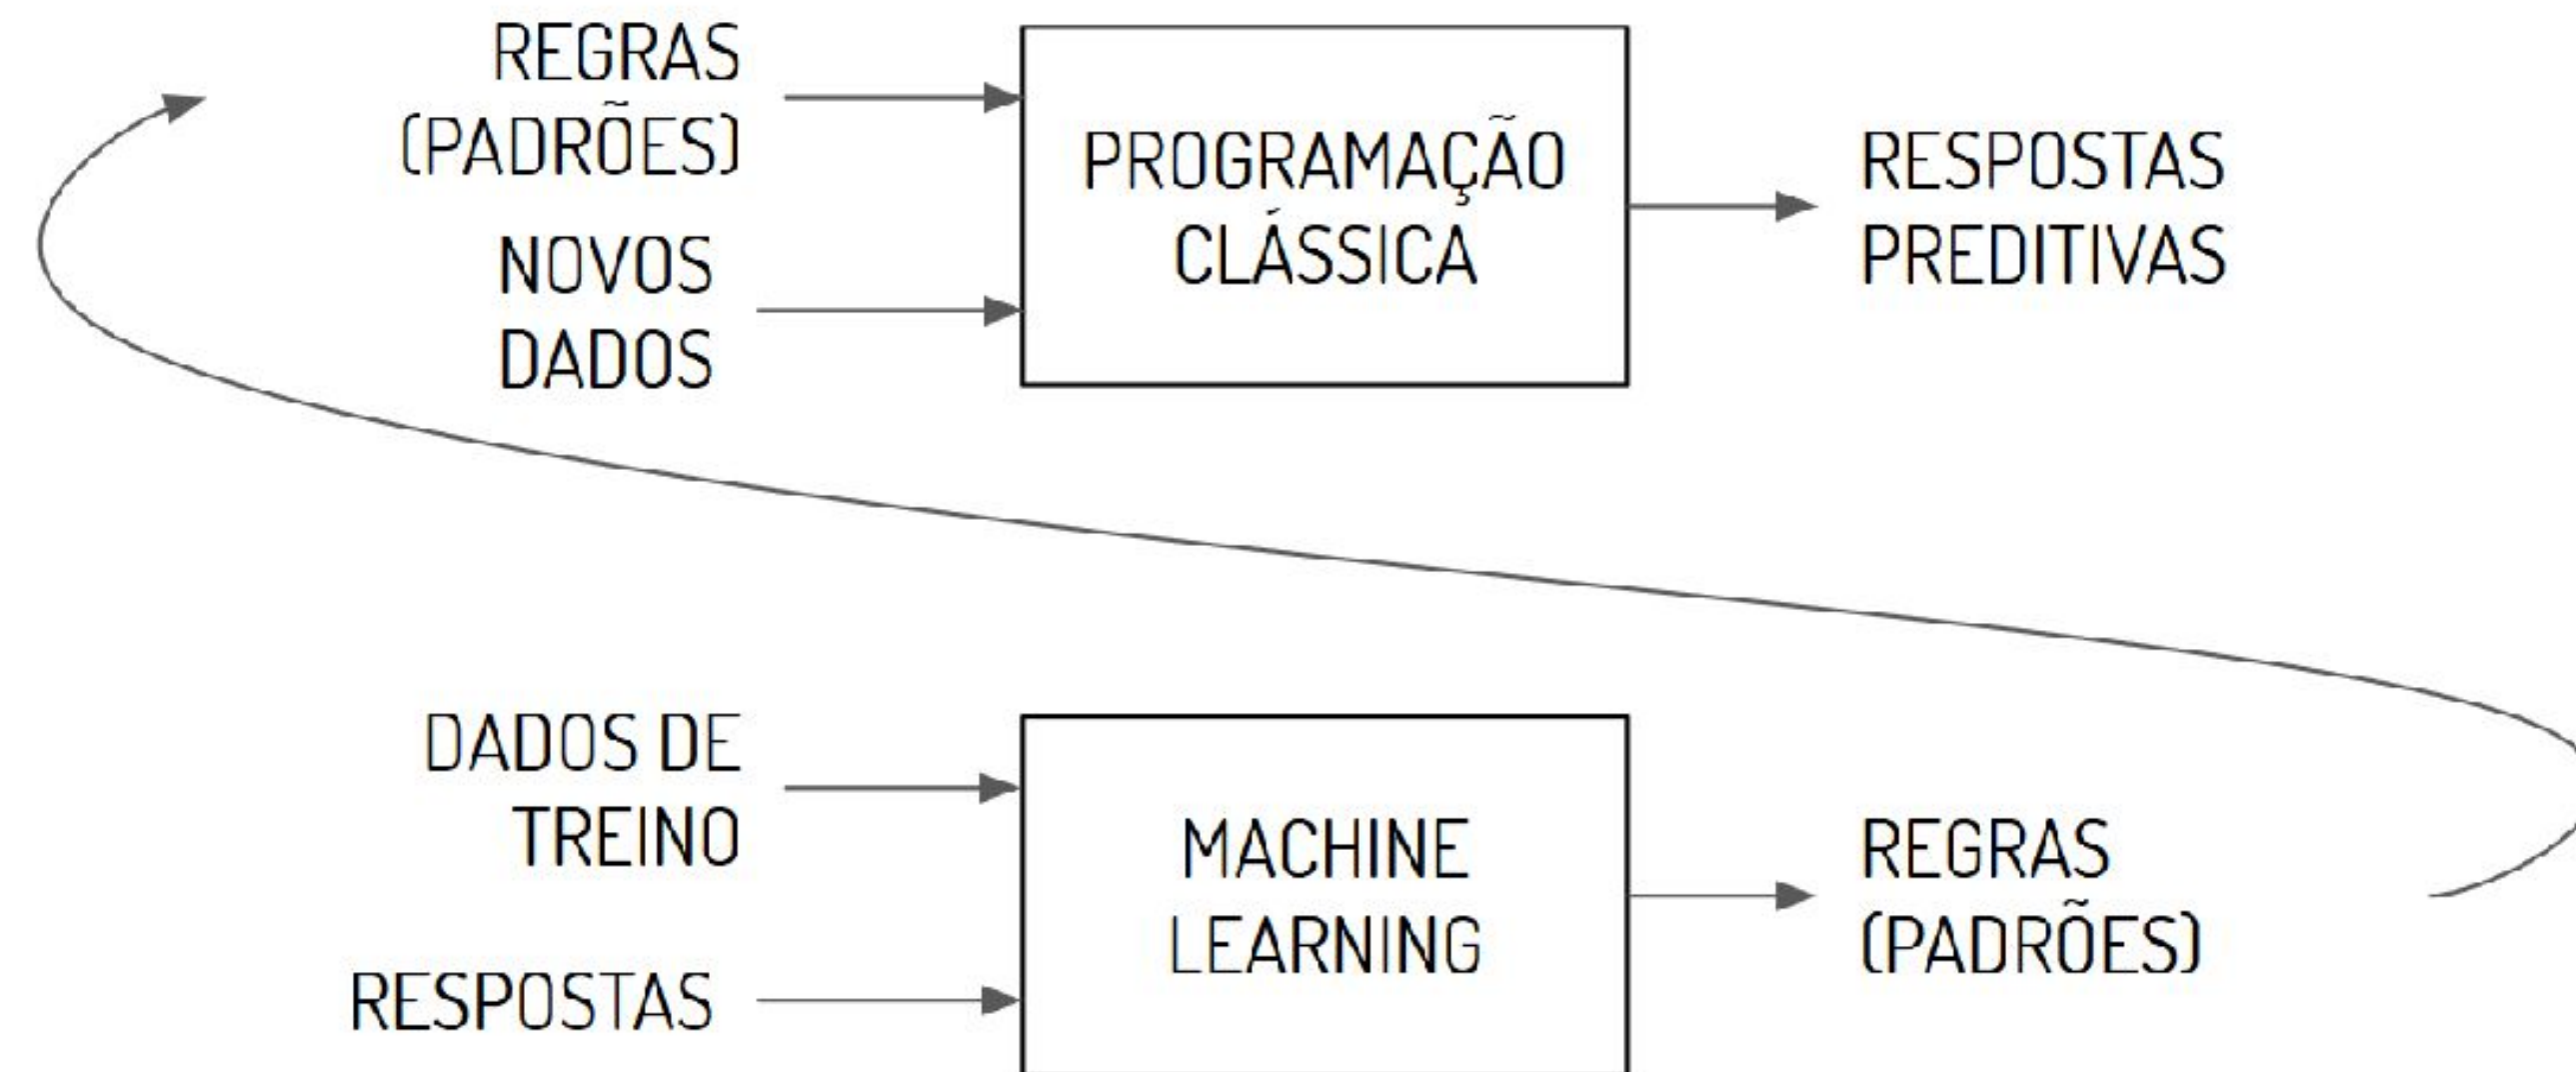 REGRAS
(PADRÕES)
NOVOS
DADOS
PROGRAMAÇÃO
CLÁSSICA
RESPOSTAS
PREDITIVAS
DADOS DE
TREINO
RESPOSTAS
MACHINE
LEARNING
REGRAS
(PADRÕES)